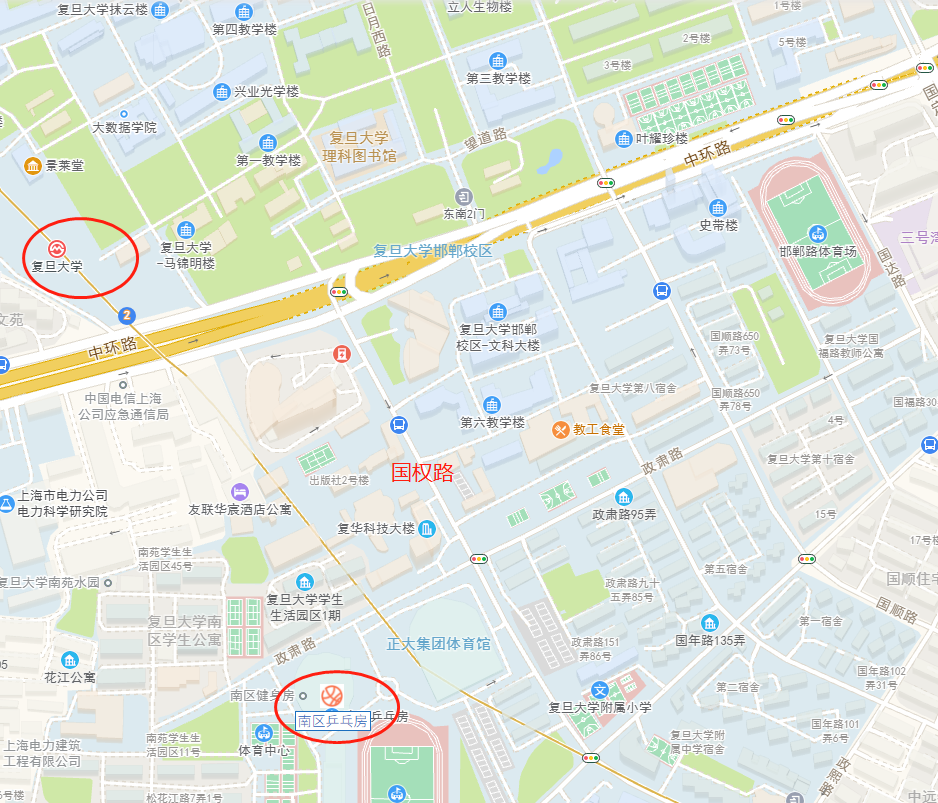 复旦大学抹云楼
第四教学楼
日月西路
立人生物楼
1号楼
2号楼
5号楼
3号楼
第三教学楼
兴业光学楼
大数据学院
复旦大学
理科图书馆
望道路
叶耀珍楼
中环路
国定
景莱堂
第一教学楼
东南2门
史带楼
复旦大学
-马锦明楼
复旦大学邯郸校区
邯郸路体育场
三号湾
国达路
复旦大学
文苑
2
中环路
复旦大学邯郸
校区-文科大楼
国顺路650
弄73号
复旦大学国
福路教师公寓
中国电信上海
公司应急通信局
复旦大学第八宿舍
国顺路650
弄78号
国福路30
第六教学楼
教工食堂
4号
国权路
政肃路
复旦大学第十宿舍
出版社2号楼
上海市电力公司
电力科学研究院
友联华宸酒店公寓
复华科技大楼
政肃路95弄
15号
17号楼
南苑学生生
活园区45号
复旦大学南苑水园
复旦大学学生
生活园区1期
政肃路九十
五弄85号
第五宿舍
国顺住宅
国顺路
复旦大学南
区学生公寓
政肃路
正大集团体育馆
政肃路151
弄86号
国年路135弄
第一宿舍
05
花江公寓
国年路102
弄31号
南区健身房
南区乒乓房
乒乓房
复旦大学附属小学
第二宿舍
上海电力建筑
工程有限公司
南苑学生生
活园区11号
体育中心
复旦大学附
属中学宿舍
国年路101
弄6号
政熙路
6号楼
松花江路7弄1号
中远